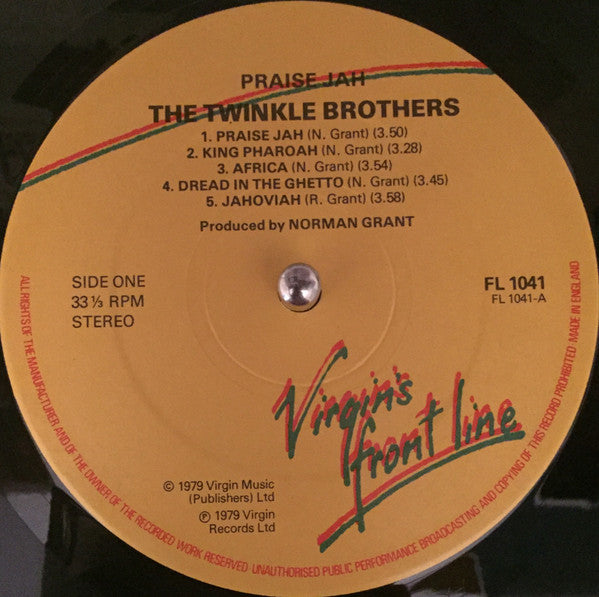 PRAISE JAH
THE TWINKLE BROTHERS
1. PRAISE JAH (N. Grant) (3.50)
2. KING PHAROAH (N. Grant) (3.28)
3. AFRICA (N. Grant) (3.54)
4. DREAD IN THE GHETTO (N. Grant) (3.45)
5. JAHOVIAH (R. Grant) (3.58)
Produced by NORMAN GRANT
SIDE ONE
33 ⅓ RPM
STEREO
FL 1041
FL 1041-A
Virgin's
front line
© 1979 Virgin Music
(Publishers) Ltd
℗ 1979 Virgin
Records Ltd
ALL RIGHTS OF THE MANUFACTURER AND OF THE OWNER OF THE RECORDED WORK RESERVED · UNAUTHORISED PUBLIC PERFORMANCE BROADCASTING AND COPYING OF THIS RECORD PROHIBITED MADE IN ENGLAND